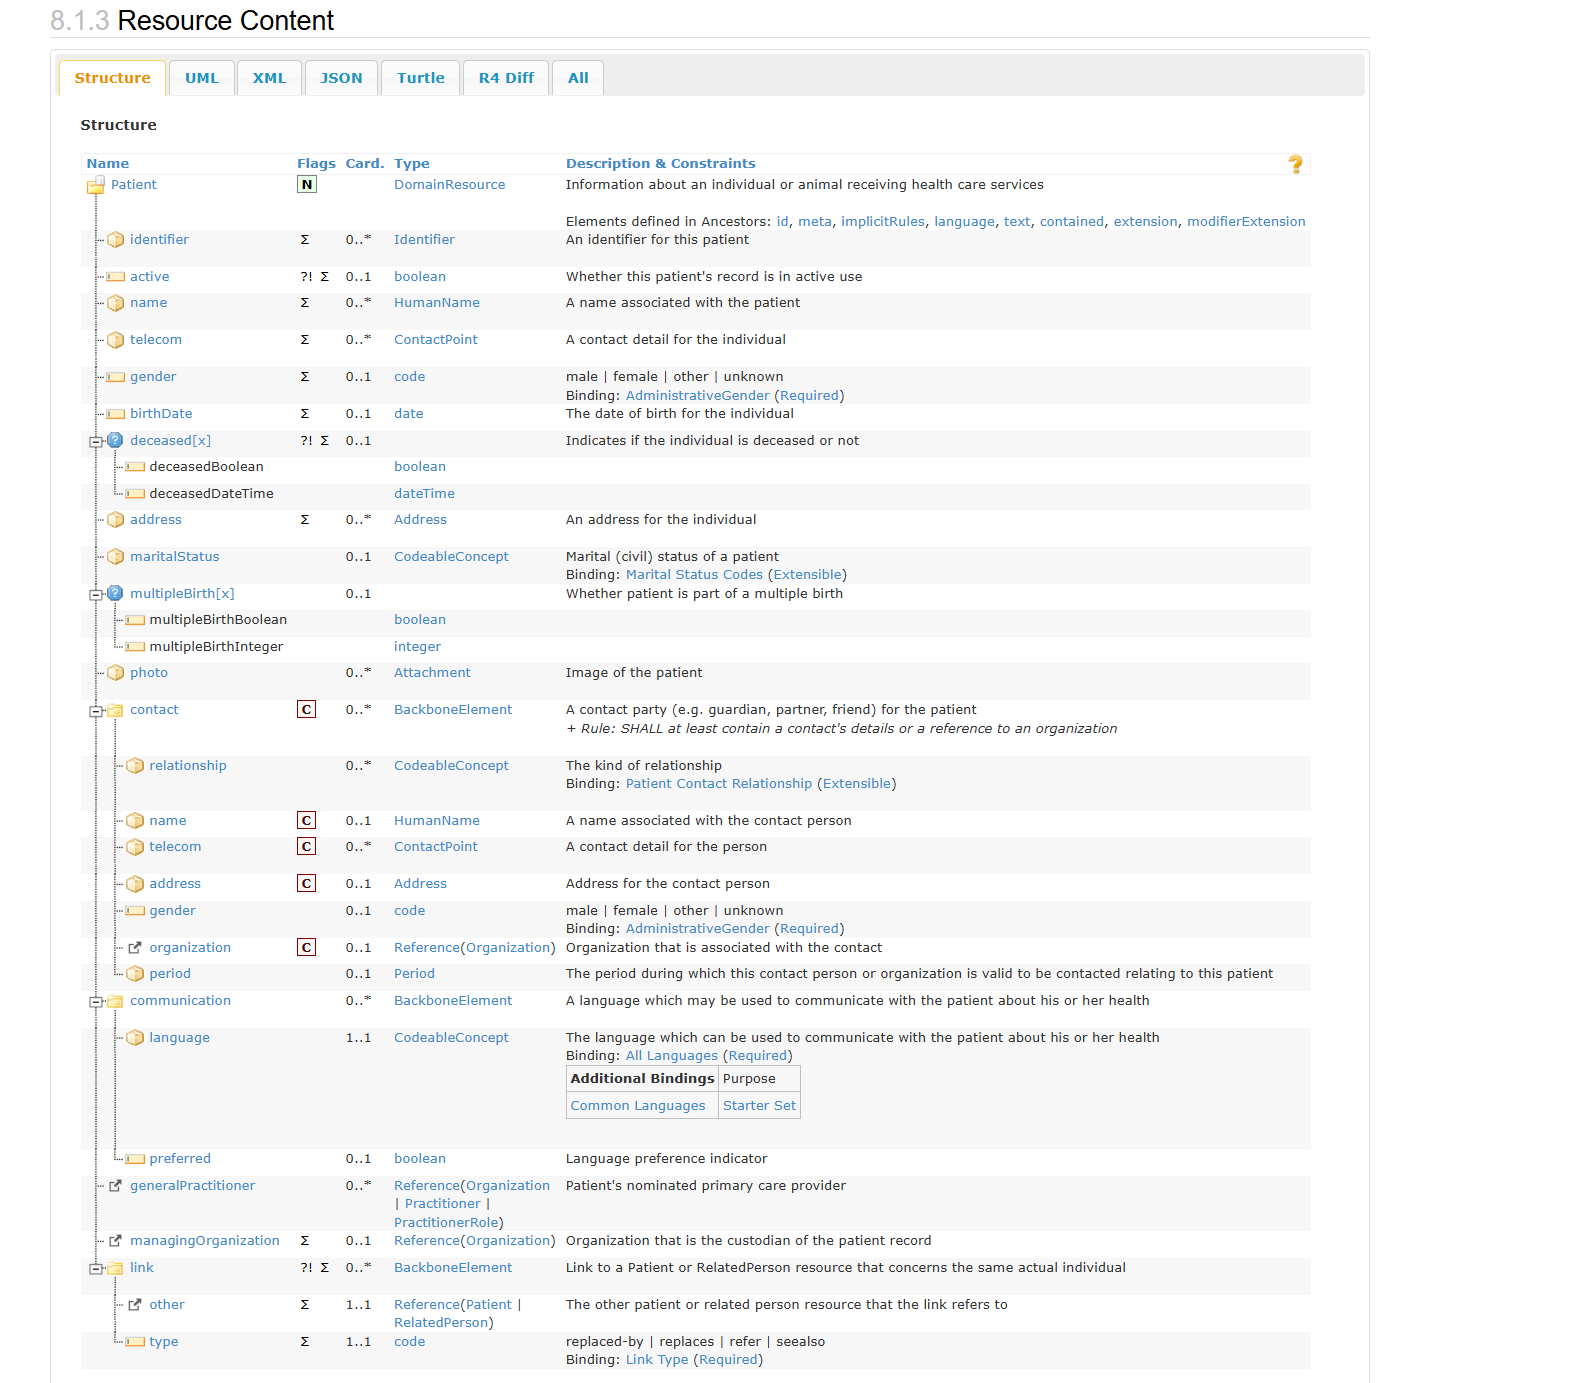 8.1.3 Resource Content
Structure UML XML JSON Turtle R4 Diff All
Structure
Name Flags Card. Type Description & Constraints ?
Patient N DomainResource Information about an individual or animal receiving health care services
Elements defined in Ancestors: id, meta, implicitRules, language, text, contained, extension, modifierExtension
identifier Σ 0..* Identifier An identifier for this patient
active ?! Σ 0..1 boolean Whether this patient's record is in active use
name Σ 0..* HumanName A name associated with the patient
telecom Σ 0..* ContactPoint A contact detail for the individual
gender Σ 0..1 code male | female | other | unknown
Binding: AdministrativeGender (Required)
birthDate Σ 0..1 date The date of birth for the individual
deceased[x] ?! Σ 0..1 Indicates if the individual is deceased or not
deceasedBoolean boolean
deceasedDateTime dateTime
address Σ 0..* Address An address for the individual
maritalStatus 0..1 CodeableConcept Marital (civil) status of a patient
Binding: Marital Status Codes (Extensible)
multipleBirth[x] 0..1 Whether patient is part of a multiple birth
multipleBirthBoolean boolean
multipleBirthInteger integer
photo 0..* Attachment Image of the patient
contact C 0..* BackboneElement A contact party (e.g. guardian, partner, friend) for the patient
+ Rule: SHALL at least contain a contact's details or a reference to an organization
relationship 0..* CodeableConcept The kind of relationship
Binding: Patient Contact Relationship (Extensible)
name C 0..1 HumanName A name associated with the contact person
telecom C 0..* ContactPoint A contact detail for the person
address C 0..1 Address Address for the contact person
gender 0..1 code male | female | other | unknown
Binding: AdministrativeGender (Required)
organization C 0..1 Reference(Organization) Organization that is associated with the contact
period 0..1 Period The period during which this contact person or organization is valid to be contacted relating to this patient
communication 0..* BackboneElement A language which may be used to communicate with the patient about his or her health
language 1..1 CodeableConcept The language which can be used to communicate with the patient about his or her health
Binding: All Languages (Required)
Additional Bindings Purpose
Common Languages Starter Set
preferred 0..1 boolean Language preference indicator
generalPractitioner 0..* Reference(Organization Patient's nominated primary care provider
| Practitioner |
PractitionerRole)
managingOrganization Σ 0..1 Reference(Organization) Organization that is the custodian of the patient record
link ?! Σ 0..* BackboneElement Link to a Patient or RelatedPerson resource that concerns the same actual individual
other Σ 1..1 Reference(Patient | The other patient or related person resource that the link refers to
RelatedPerson)
type Σ 1..1 code replaced-by | replaces | refer | seealso
Binding: Link Type (Required)